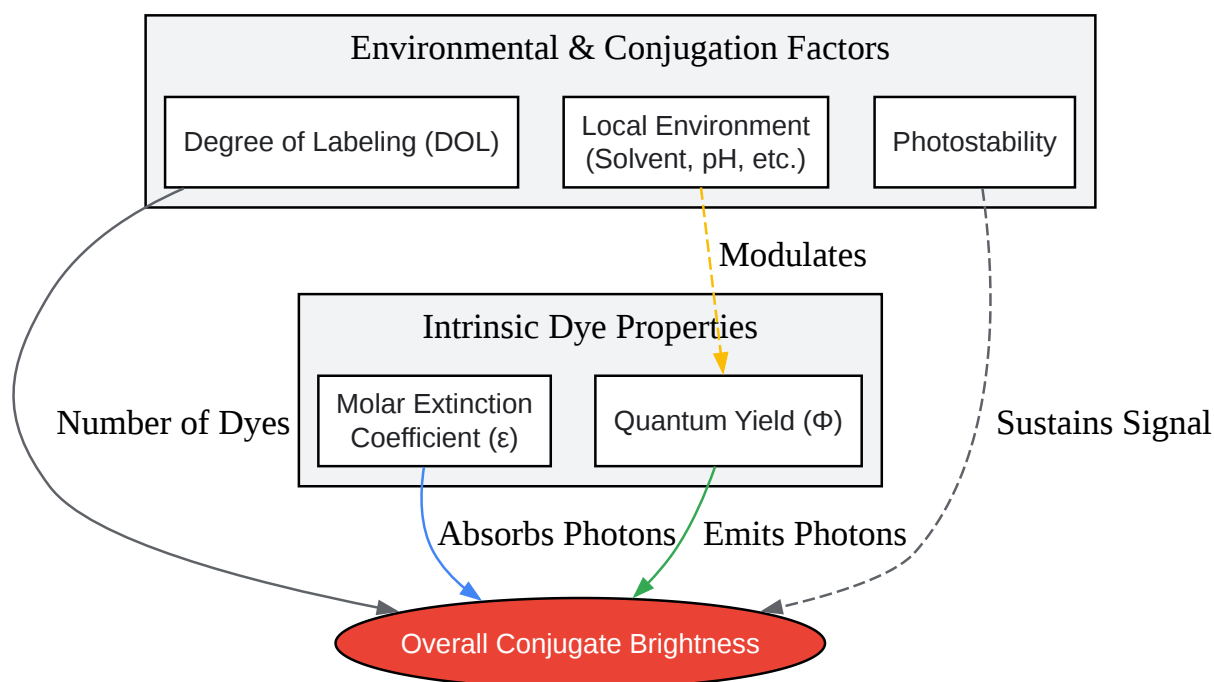 Environmental & Conjugation Factors
Degree of Labeling (DOL)
Local Environment
(Solvent, pH, etc.)
Photostability
Modulates
Intrinsic Dye Properties
Molar Extinction
Coefficient (ε)
Quantum Yield (Φ)
Number of Dyes
Sustains Signal
Absorbs Photons
Emits Photons
Overall Conjugate Brightness